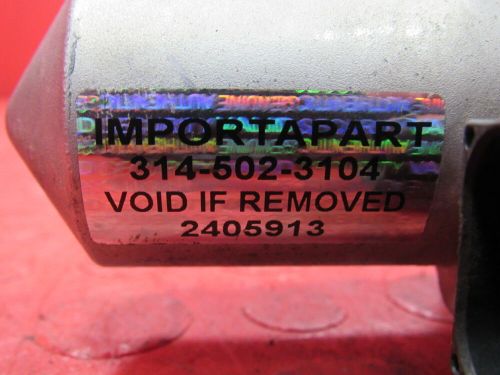 IMPORTAPART
314-502-3104
VOID IF REMOVED
2405913